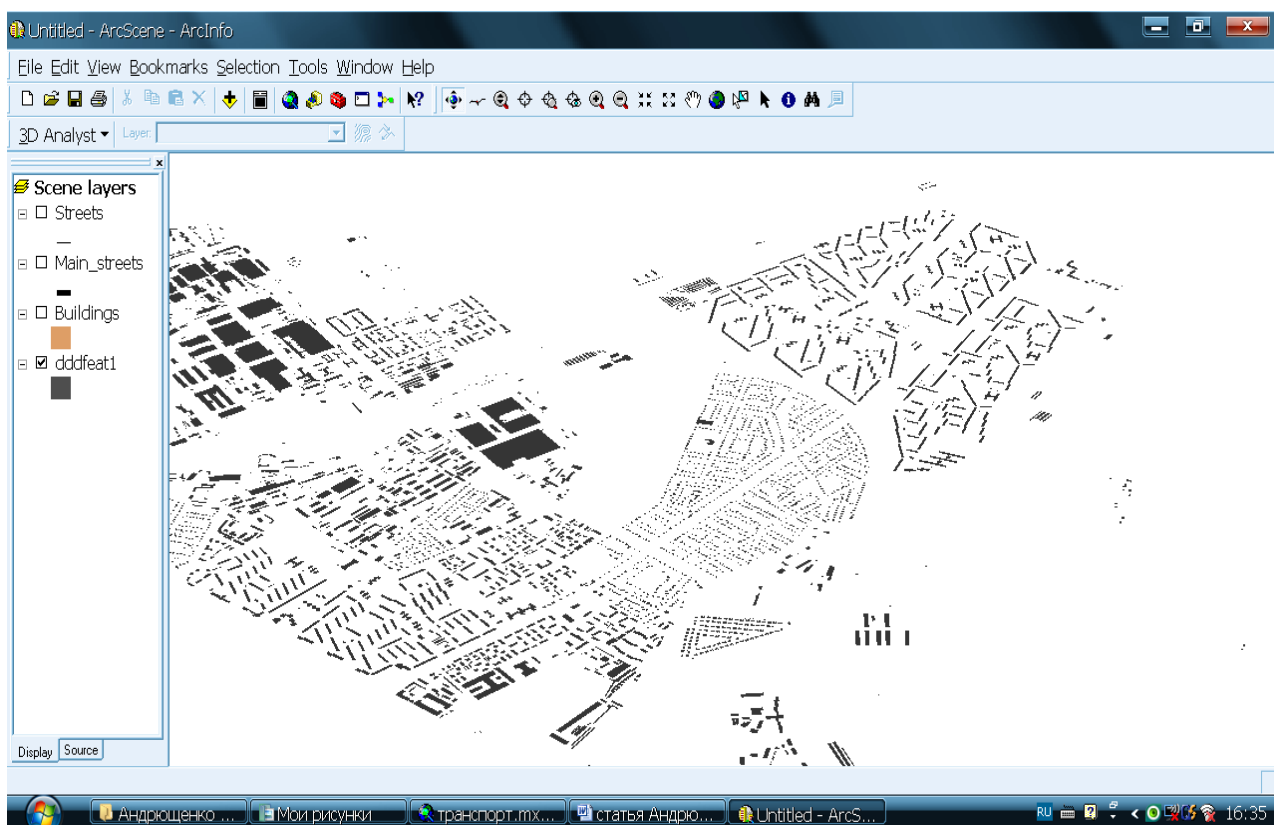 Untitled - ArcScene - ArcInfo
File Edit View Bookmarks Selection Tools Window Help
3D Analyst Layer:
Scene layers
Streets
Main_streets
Buildings
dddfeat1
Display Source
Андрющенко ... Мои рисунки транспорт.mx... статья Андрю... Untitled - ArcS... RU 16:35